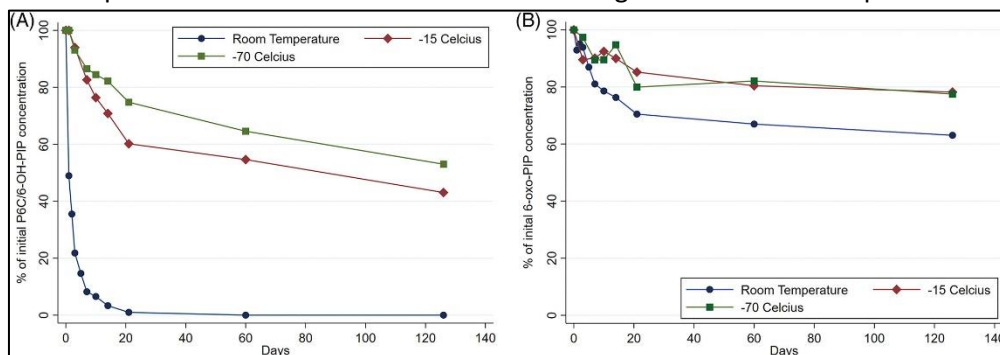 (A)
Room Temperature
-15 Celcius
-70 Celcius
% of initial P6C/6-OH-PIP concentration
100
80
60
40
20
0
0 20 40 60 80 100 120 140
Days
(B)
% of inital 6-oxo-PIP concentration
100
80
60
40
20
0
Room Temperature
-15 Celcius
-70 Celcius
0 20 40 60 80 100 120 140
Days